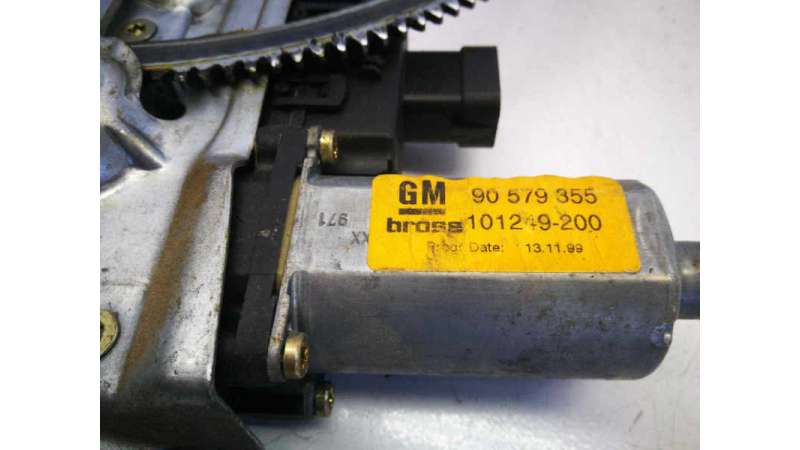 GM 90 579 355
brose 101249-200
Date: 13.11.99
971